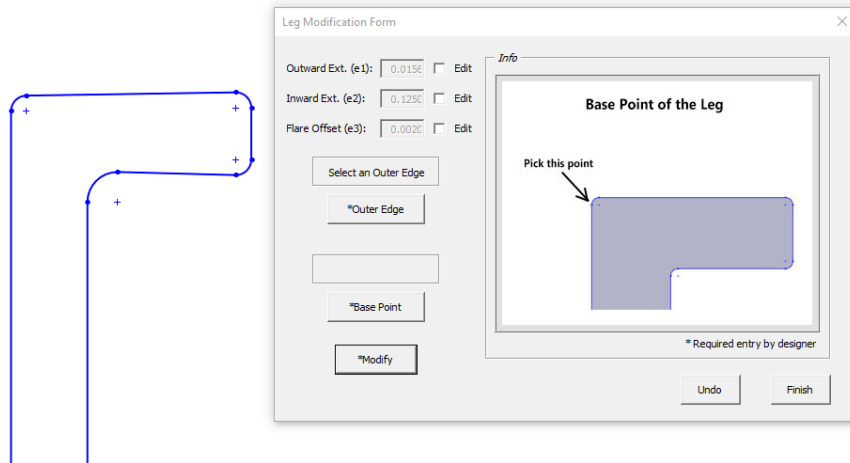 Leg Modification Form
Outward Ext. (e1): 0.0156 Edit
Inward Ext. (e2): 0.1250 Edit
Flare Offset (e3): 0.0020 Edit
Select an Outer Edge
*Outer Edge
*Base Point
*Modify
Info
Base Point of the Leg
Pick this point
* Required entry by designer
Undo
Finish